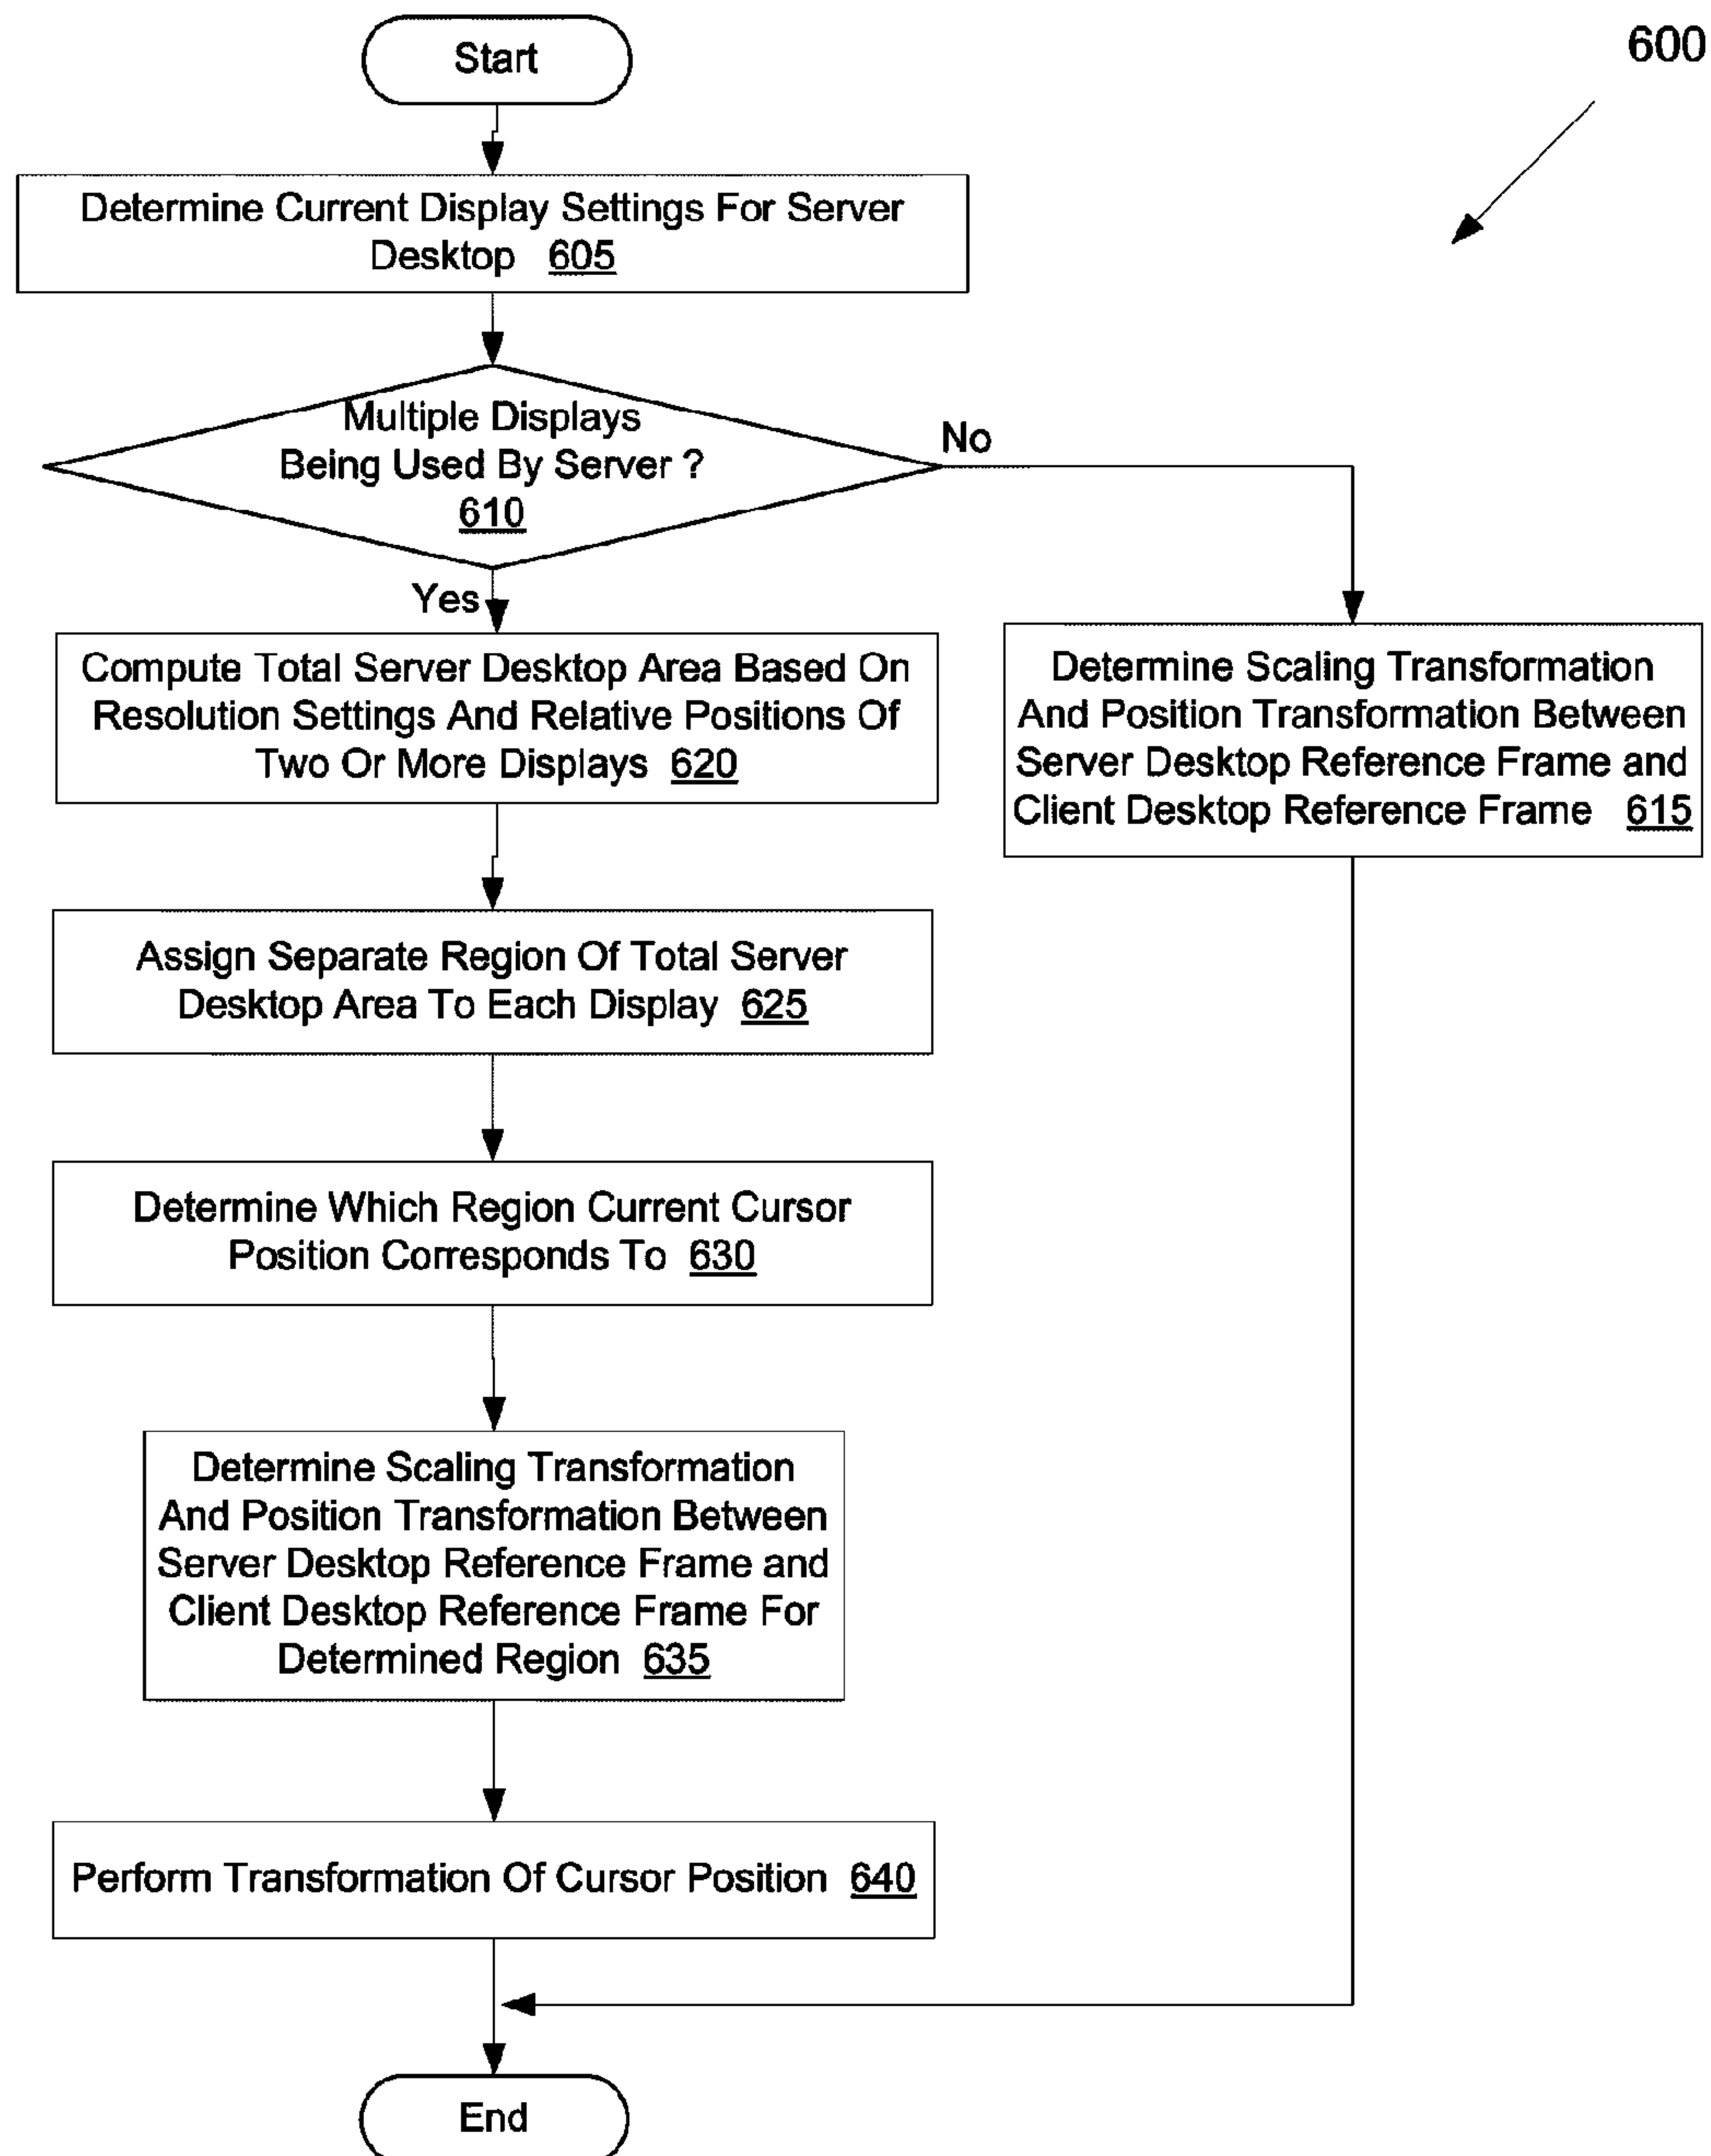 600
Start
Determine Current Display Settings For Server
Desktop 605
Multiple Displays
Being Used By Server ?
610
No
Yes
Compute Total Server Desktop Area Based On
Resolution Settings And Relative Positions Of
Two Or More Displays 620
Determine Scaling Transformation
And Position Transformation Between
Server Desktop Reference Frame and
Client Desktop Reference Frame 615
Assign Separate Region Of Total Server
Desktop Area To Each Display 625
Determine Which Region Current Cursor
Position Corresponds To 630
Determine Scaling Transformation
And Position Transformation Between
Server Desktop Reference Frame and
Client Desktop Reference Frame For
Determined Region 635
Perform Transformation Of Cursor Position 640
End